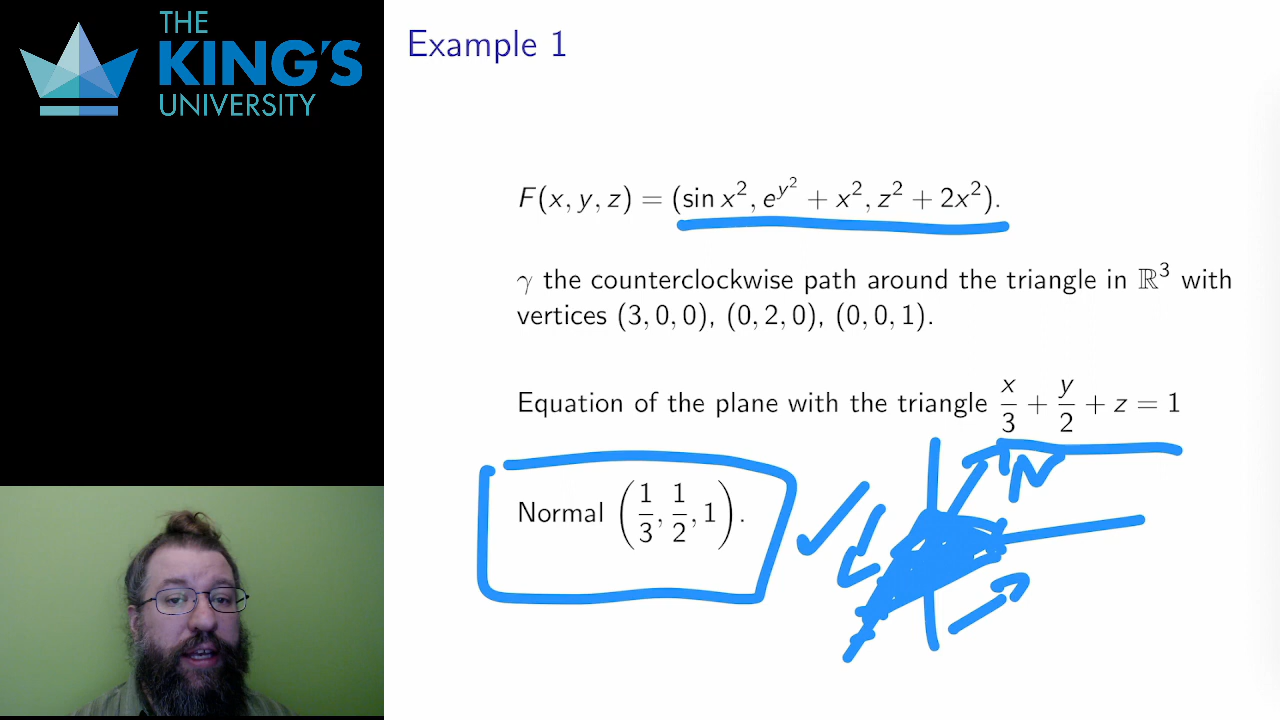 THE
KING'S
UNIVERSITY
Example 1
F(x, y, z) = (sin x², e^{y²} + x², z² + 2x²).
γ the counterclockwise path around the triangle in ℝ³ with
vertices (3, 0, 0), (0, 2, 0), (0, 0, 1).
Equation of the plane with the triangle x/3 + y/2 + z = 1
Normal (1/3, 1/2, 1).
N